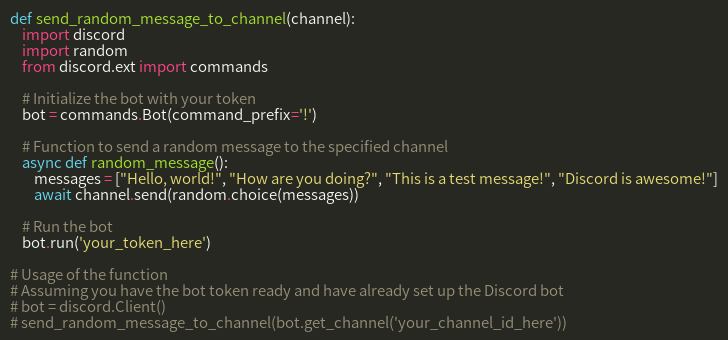 def send_random_message_to_channel(channel):
    import discord
    import random
    from discord.ext import commands

    # Initialize the bot with your token
    bot = commands.Bot(command_prefix='!')

    # Function to send a random message to the specified channel
    async def random_message():
        messages = ["Hello, world!", "How are you doing?", "This is a test message!", "Discord is awesome!"]
        await channel.send(random.choice(messages))

    # Run the bot
    bot.run('your_token_here')

# Usage of the function
# Assuming you have the bot token ready and have already set up the Discord bot
# bot = discord.Client()
# send_random_message_to_channel(bot.get_channel('your_channel_id_here'))